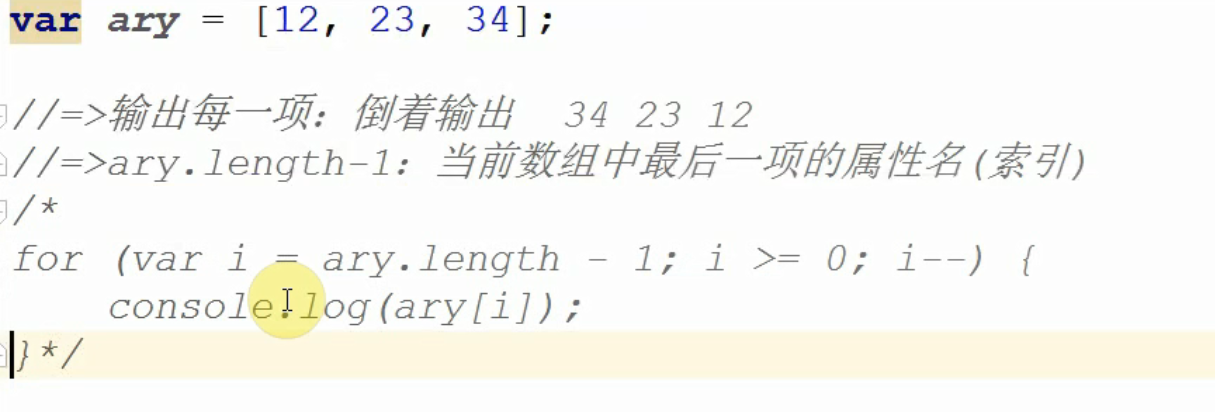 var ary = [12, 23, 34];
//=>输出每一项：倒着输出  34 23 12
//=>ary.length-1：当前数组中最后一项的属性名(索引)
/*
for (var i = ary.length - 1; i >= 0; i--) {
    console.log(ary[i]);
}*/